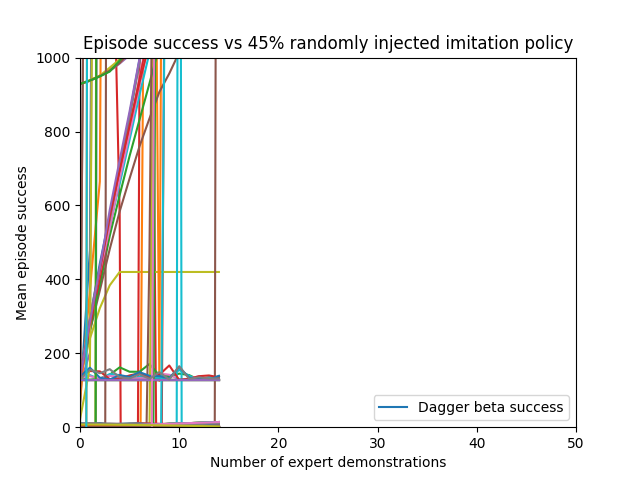 Episode success vs 45% randomly injected imitation policy
Mean episode success
1000
800
600
400
200
0
0 10 20 30 40 50
Number of expert demonstrations
Dagger beta success